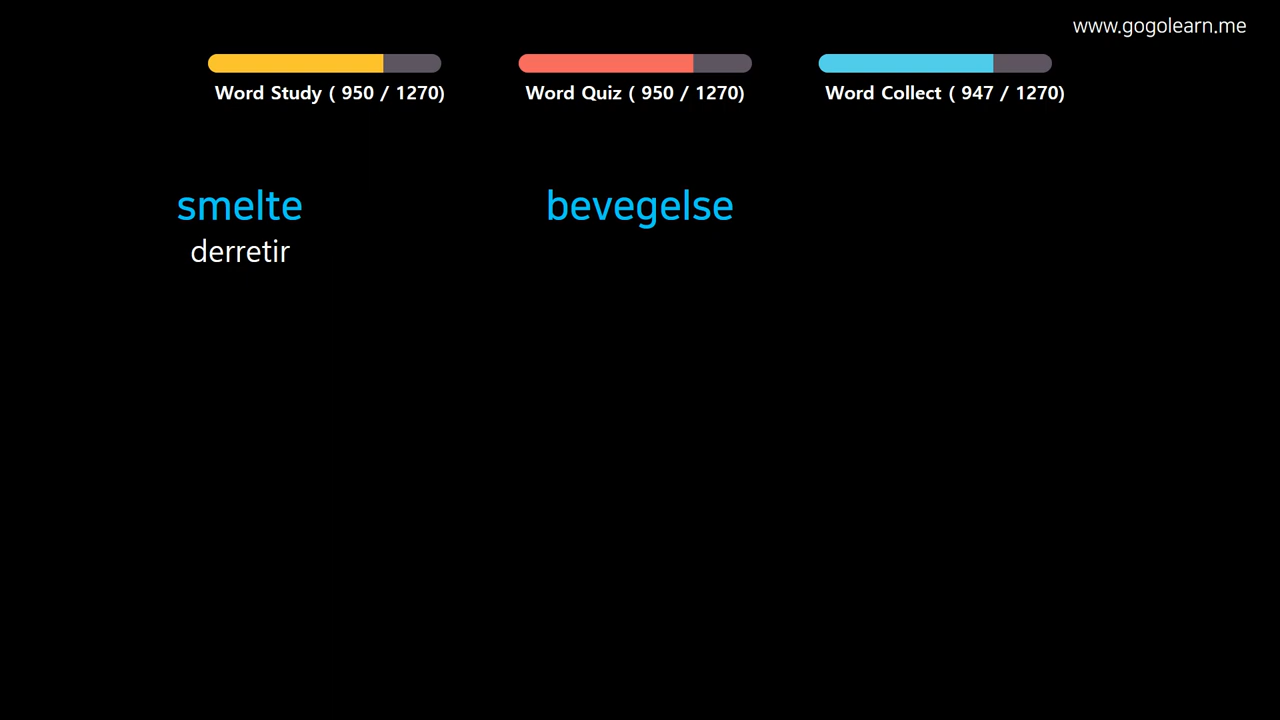 www.gogolearn.me
Word Study ( 950 / 1270)
Word Quiz ( 950 / 1270)
Word Collect ( 947 / 1270)
smelte
derretir
bevegelse